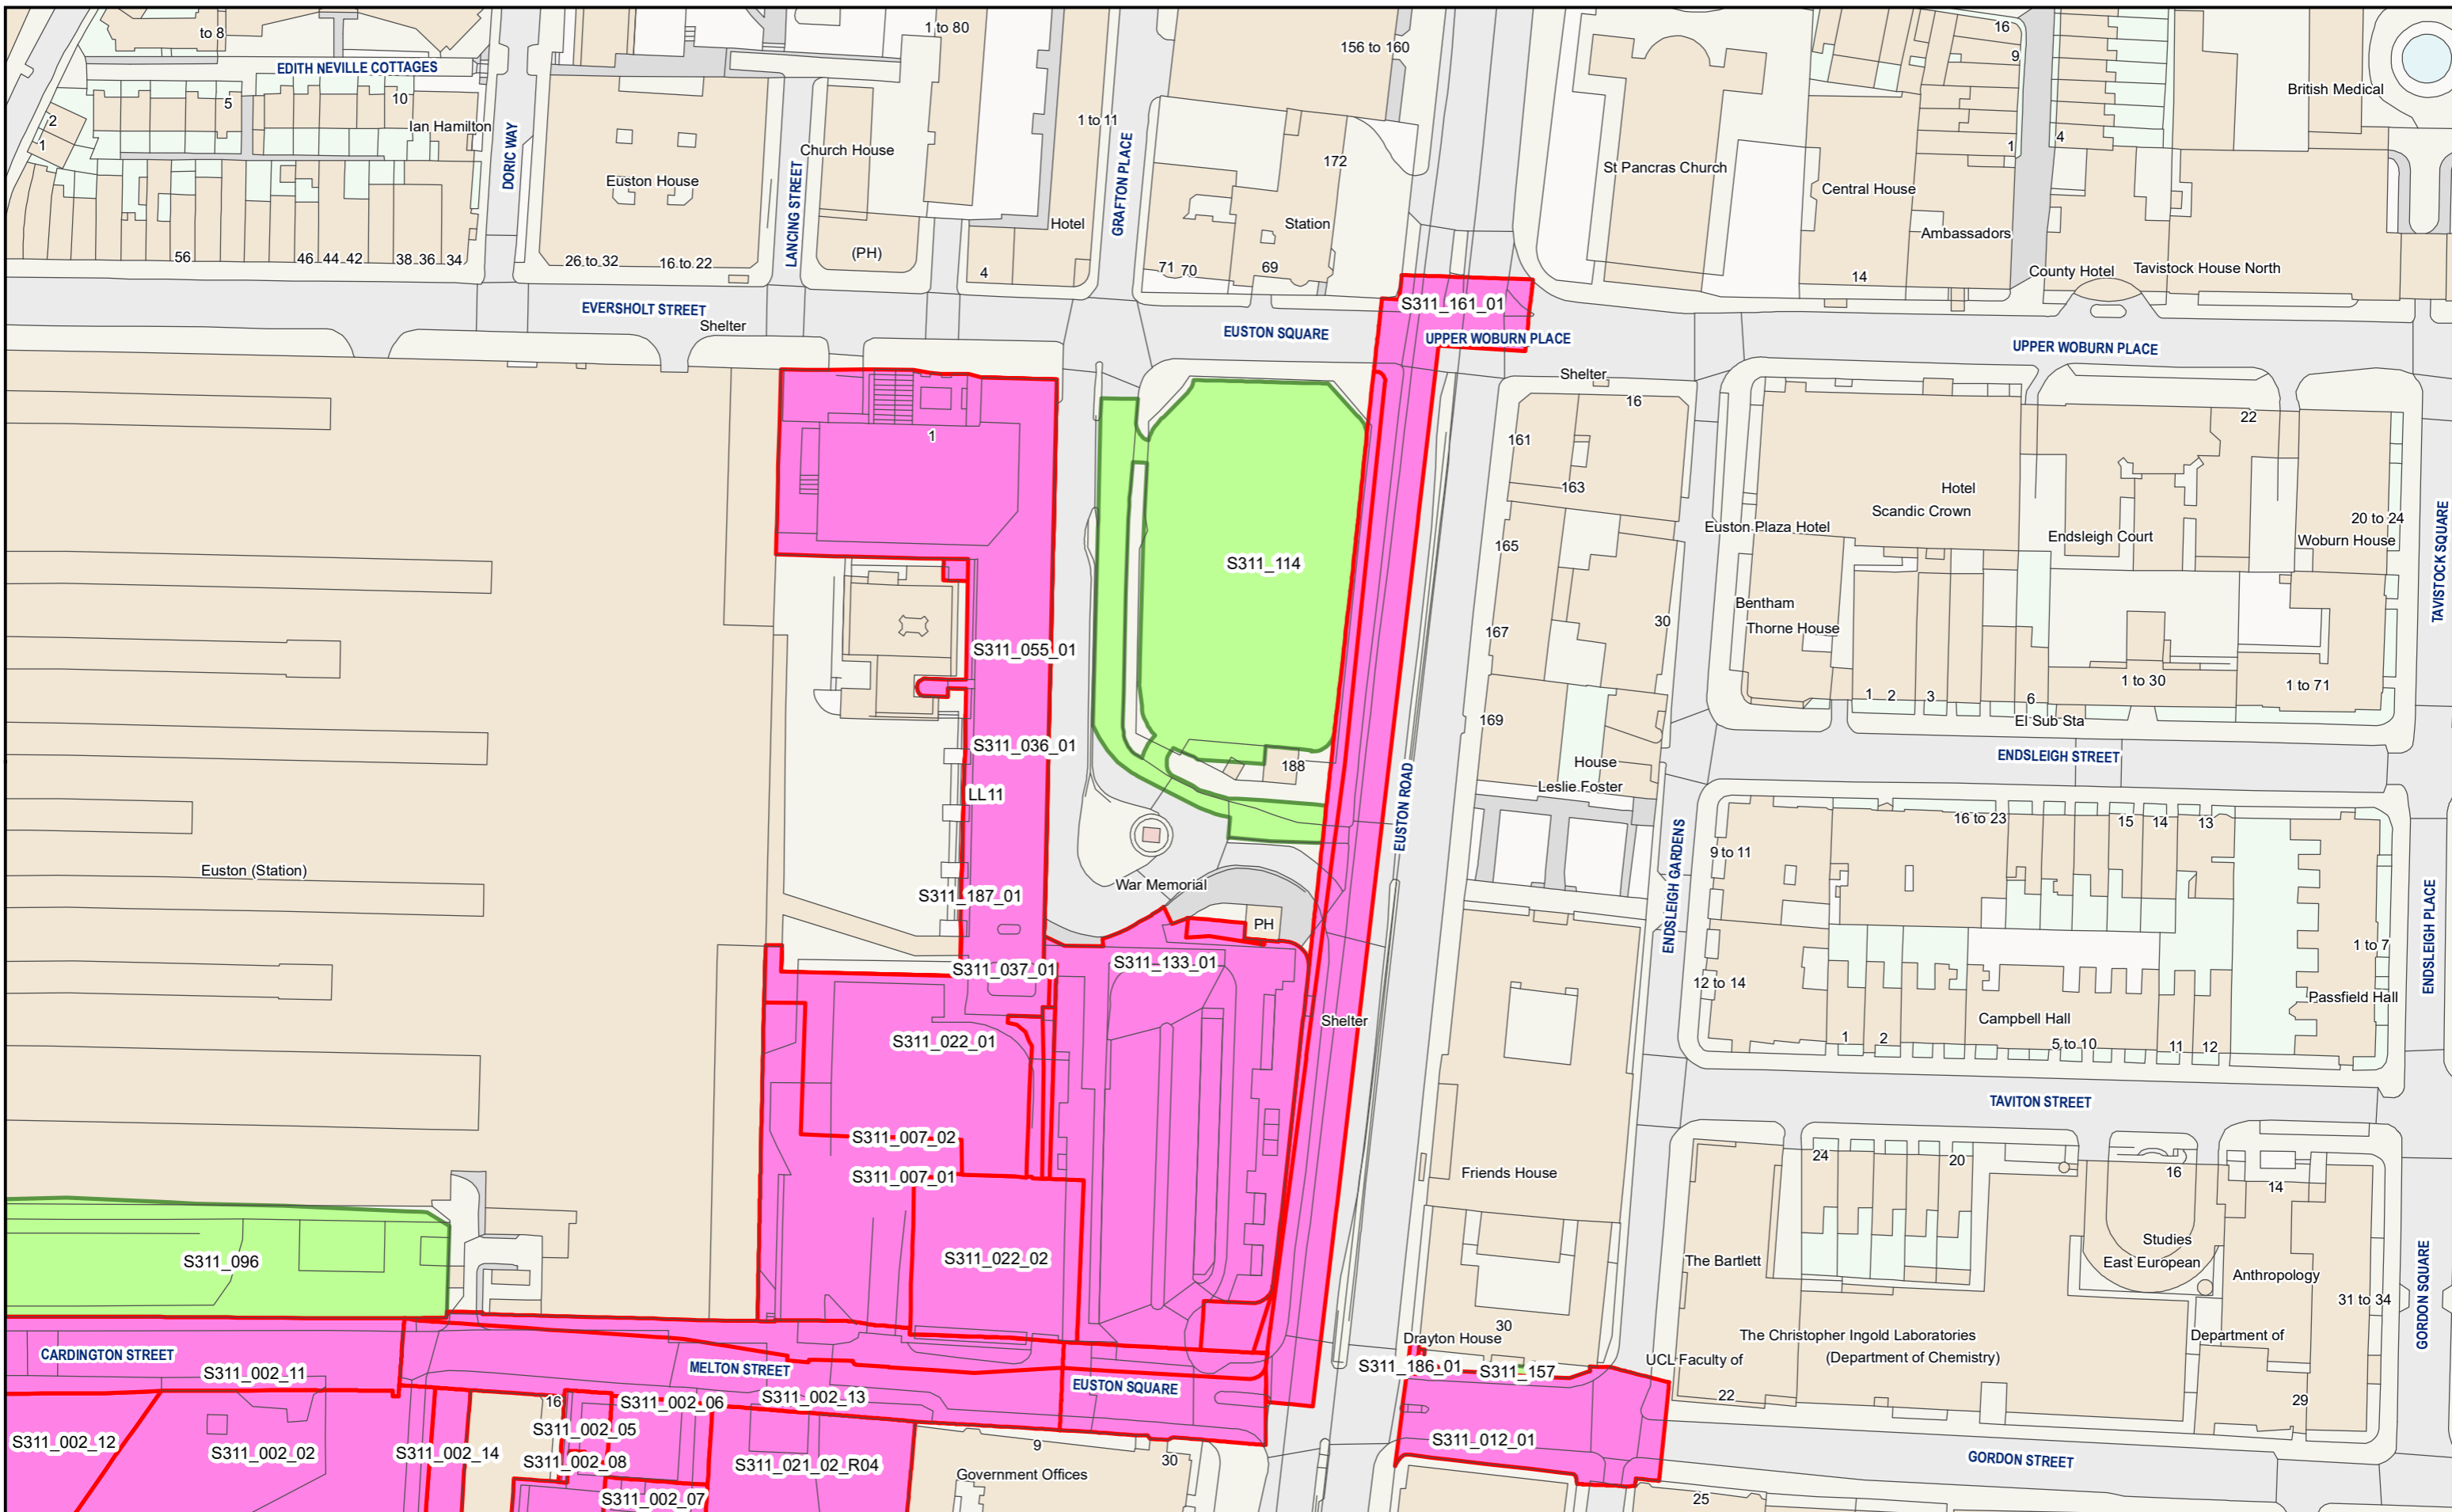 to 8
1 to 80
156 to 160
16
9
British Medical
EDITH NEVILLE COTTAGES
5
10
2
1
Ian Hamilton
DORIC WAY
Euston House
LANCING STREET
Church House
1 to 11
GRAFTON PLACE
172
St Pancras Church
Central House
1
4
Hotel
Station
Ambassadors
56
46
44
42
38
36
34
26 to 32
16 to 22
(PH)
4
71
70
69
14
County Hotel
Tavistock House North
EVERSHOLT STREET
Shelter
EUSTON SQUARE
S311_161_01
UPPER WOBURN PLACE
UPPER WOBURN PLACE
Shelter
16
1
161
163
22
Hotel
Scandic Crown
Euston Plaza Hotel
Endsleigh Court
20 to 24
Woburn House
TAVISTOCK SQUARE
165
S311_114
Bentham
Thorne House
30
167
S311_055_01
1
2
3
6
1 to 30
1 to 71
169
El Sub Sta
S311_036_01
188
House
Leslie Foster
ENDSLEIGH STREET
LL11
EUSTON ROAD
16 to 23
15
14
13
ENDSLEIGH GARDENS
9 to 11
Euston (Station)
S311_187_01
War Memorial
PH
ENDSLEIGH PLACE
1 to 7
S311_037_01
S311_133_01
12 to 14
Passfield Hall
Shelter
Campbell Hall
S311_022_01
1
2
5 to 10
11
12
TAVITON STREET
S311_007_02
S311_007_01
Friends House
24
20
16
14
S311_096
S311_022_02
The Bartlett
Studies
East European
Anthropology
31 to 34
GORDON SQUARE
30
Drayton House
The Christopher Ingold Laboratories
(Department of Chemistry)
Department of
CARDINGTON STREET
S311_002_11
MELTON STREET
EUSTON SQUARE
S311_186_01
S311_157
UCL Faculty of
22
29
16
S311_002_06
S311_002_13
S311_002_05
S311_002_12
S311_002_02
S311_002_14
S311_002_08
S311_021_02_R04
S311_012_01
9
30
Government Offices
GORDON STREET
S311_002_07
25